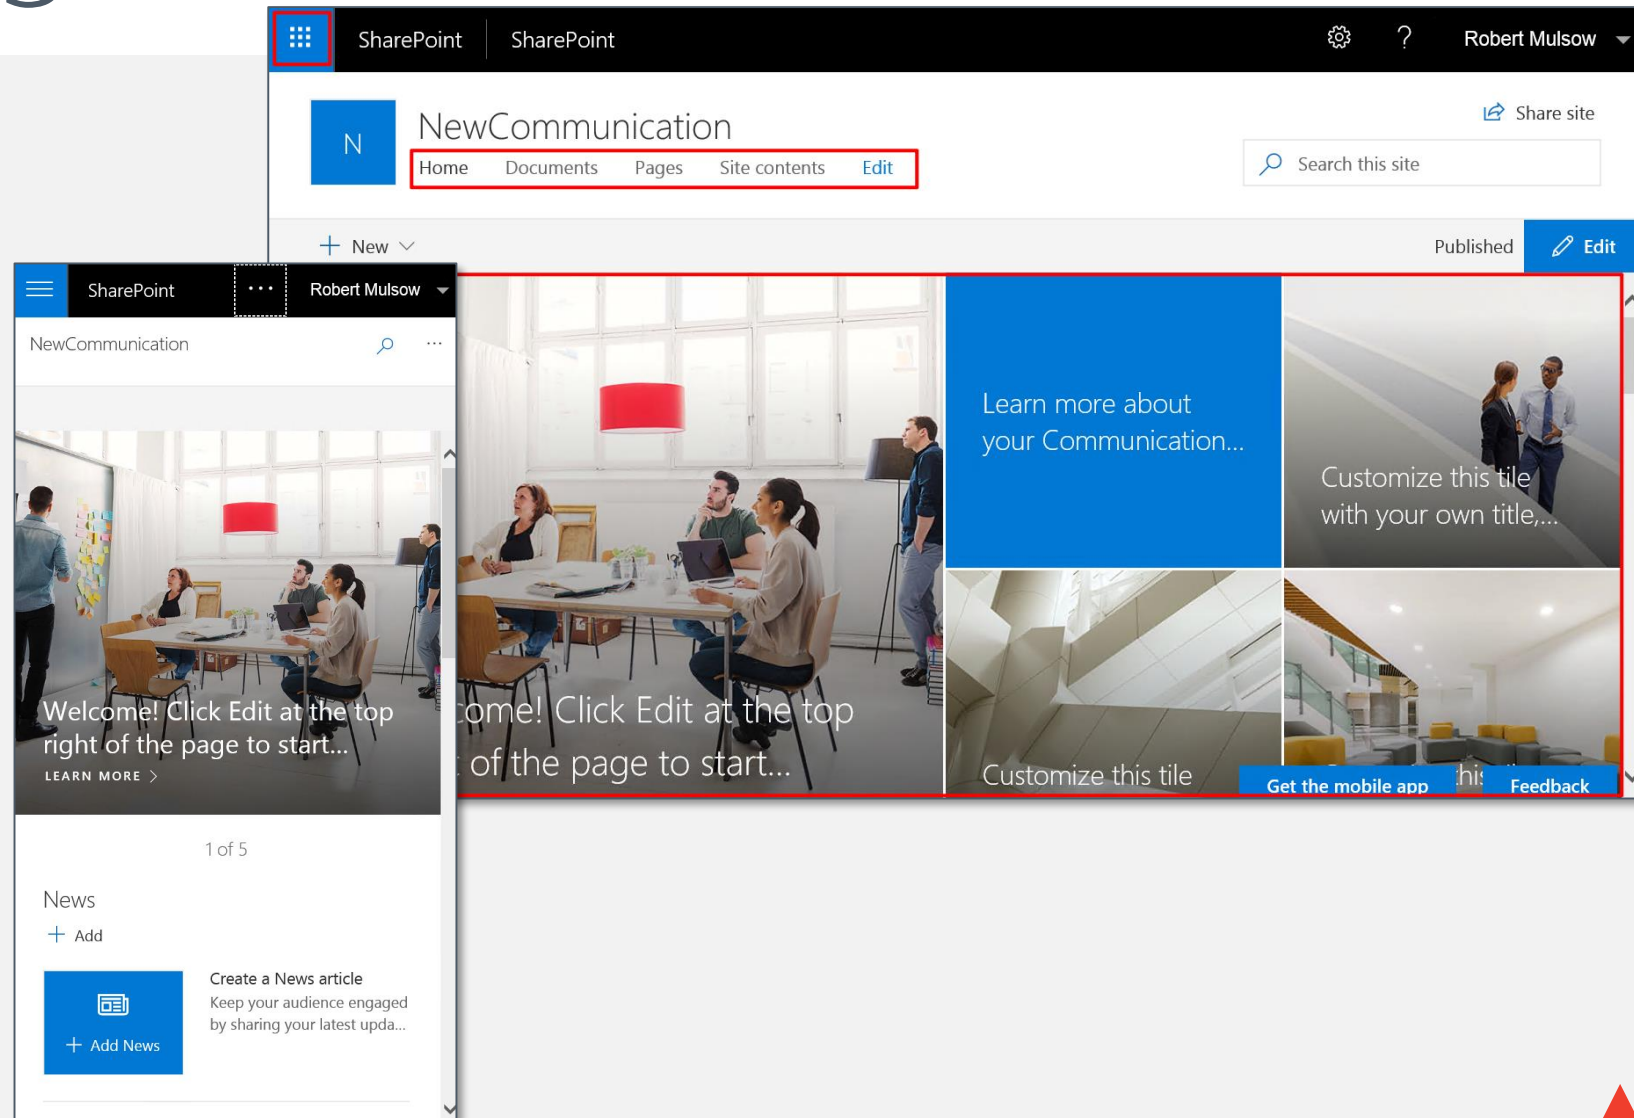 SharePoint SharePoint Robert Mulsow
Share site
N NewCommunication
Home Documents Pages Site contents Edit
Search this site
+ New Published Edit
Learn more about
your Communication...
Customize this tile
with your own title,...
come! Click Edit at the top
of the page to start...
Customize this tile
Get the mobile app
Feedback
SharePoint ... Robert Mulsow
NewCommunication ...
Welcome! Click Edit at the top
right of the page to start...
LEARN MORE >
1 of 5
News
+ Add
Create a News article
Keep your audience engaged
by sharing your latest upda...
+ Add News